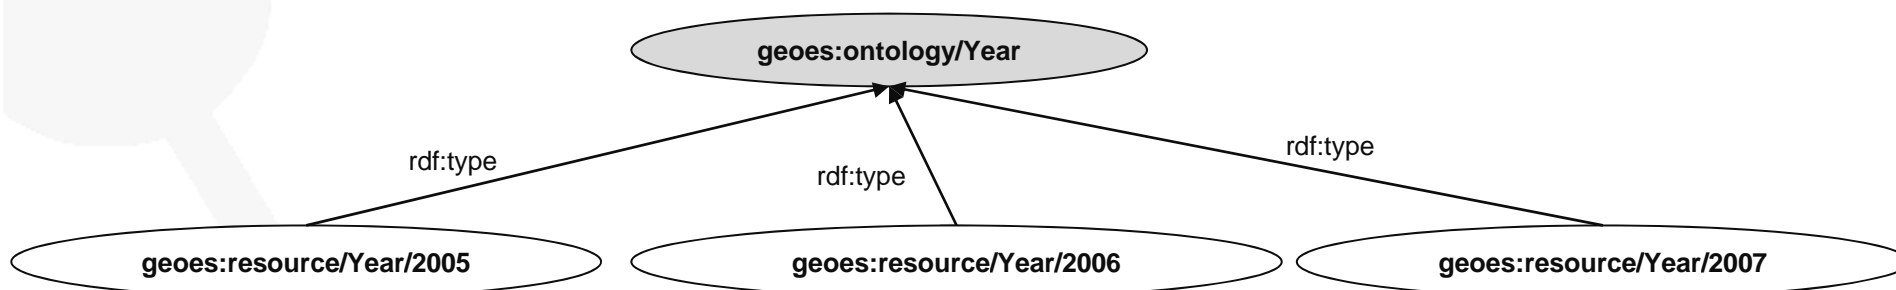 geoes:ontology/Year
rdf:type
rdf:type
rdf:type
geoes:resource/Year/2005
geoes:resource/Year/2006
geoes:resource/Year/2007